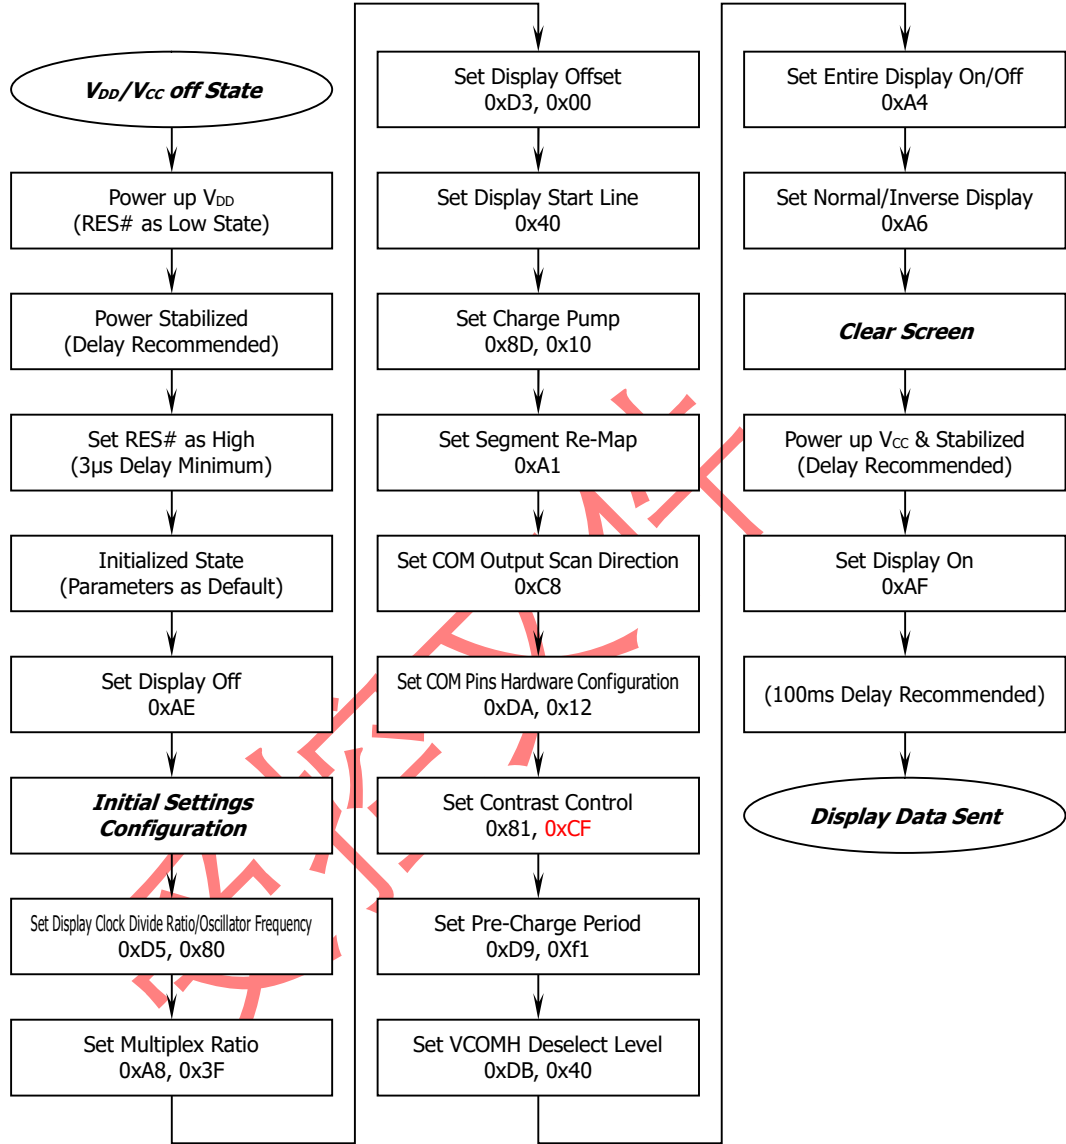 VDD/VCC off State
Power up VDD
(RES# as Low State)
Power Stabilized
(Delay Recommended)
Set RES# as High
(3μs Delay Minimum)
Initialized State
(Parameters as Default)
Set Display Off
0xAE
Initial Settings
Configuration
Set Display Clock Divide Ratio/Oscillator Frequency
0xD5, 0x80
Set Multiplex Ratio
0xA8, 0x3F
Set Display Offset
0xD3, 0x00
Set Display Start Line
0x40
Set Charge Pump
0x8D, 0x10
Set Segment Re-Map
0xA1
Set COM Output Scan Direction
0xC8
Set COM Pins Hardware Configuration
0xDA, 0x12
Set Contrast Control
0x81, 0xCF
Set Pre-Charge Period
0xD9, 0Xf1
Set VCOMH Deselect Level
0xDB, 0x40
Set Entire Display On/Off
0xA4
Set Normal/Inverse Display
0xA6
Clear Screen
Power up VCC & Stabilized
(Delay Recommended)
Set Display On
0xAF
(100ms Delay Recommended)
Display Data Sent